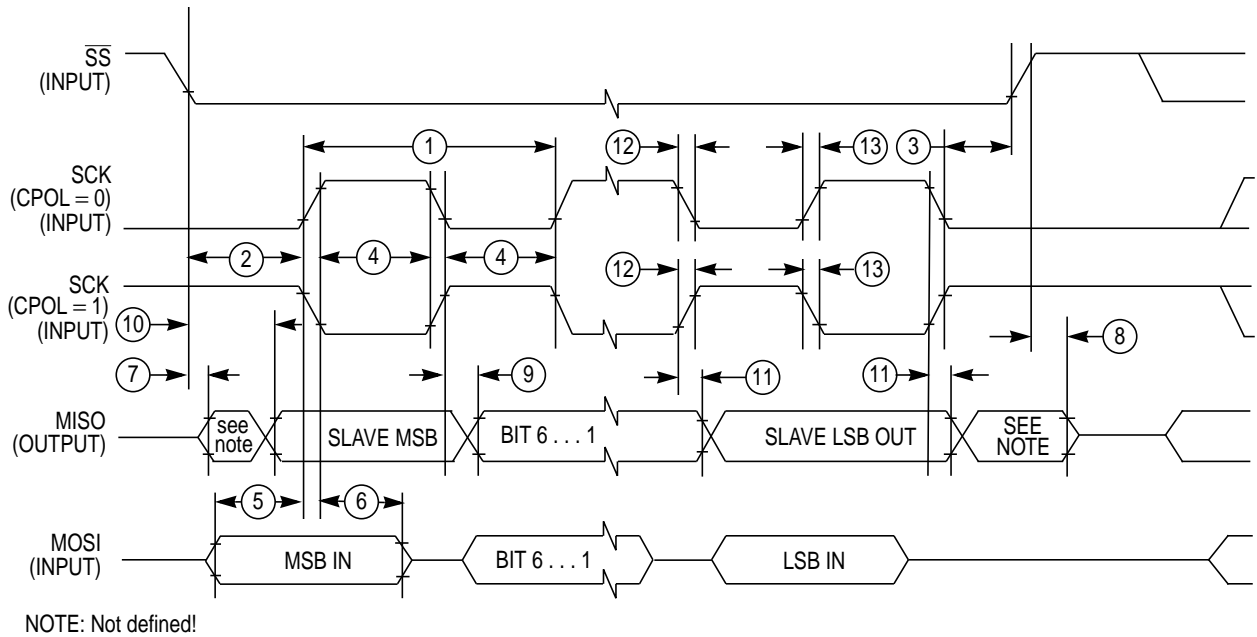 SS
(INPUT)
1
12
13
3
SCK
(CPOL = 0)
(INPUT)
2
4
4
12
13
SCK
(CPOL = 1)
(INPUT)
10
8
7
9
11
11
MISO
(OUTPUT)
see
note
SLAVE MSB
BIT 6 . . . 1
SLAVE LSB OUT
SEE
NOTE
5
6
MOSI
(INPUT)
MSB IN
BIT 6 . . . 1
LSB IN
NOTE: Not defined!